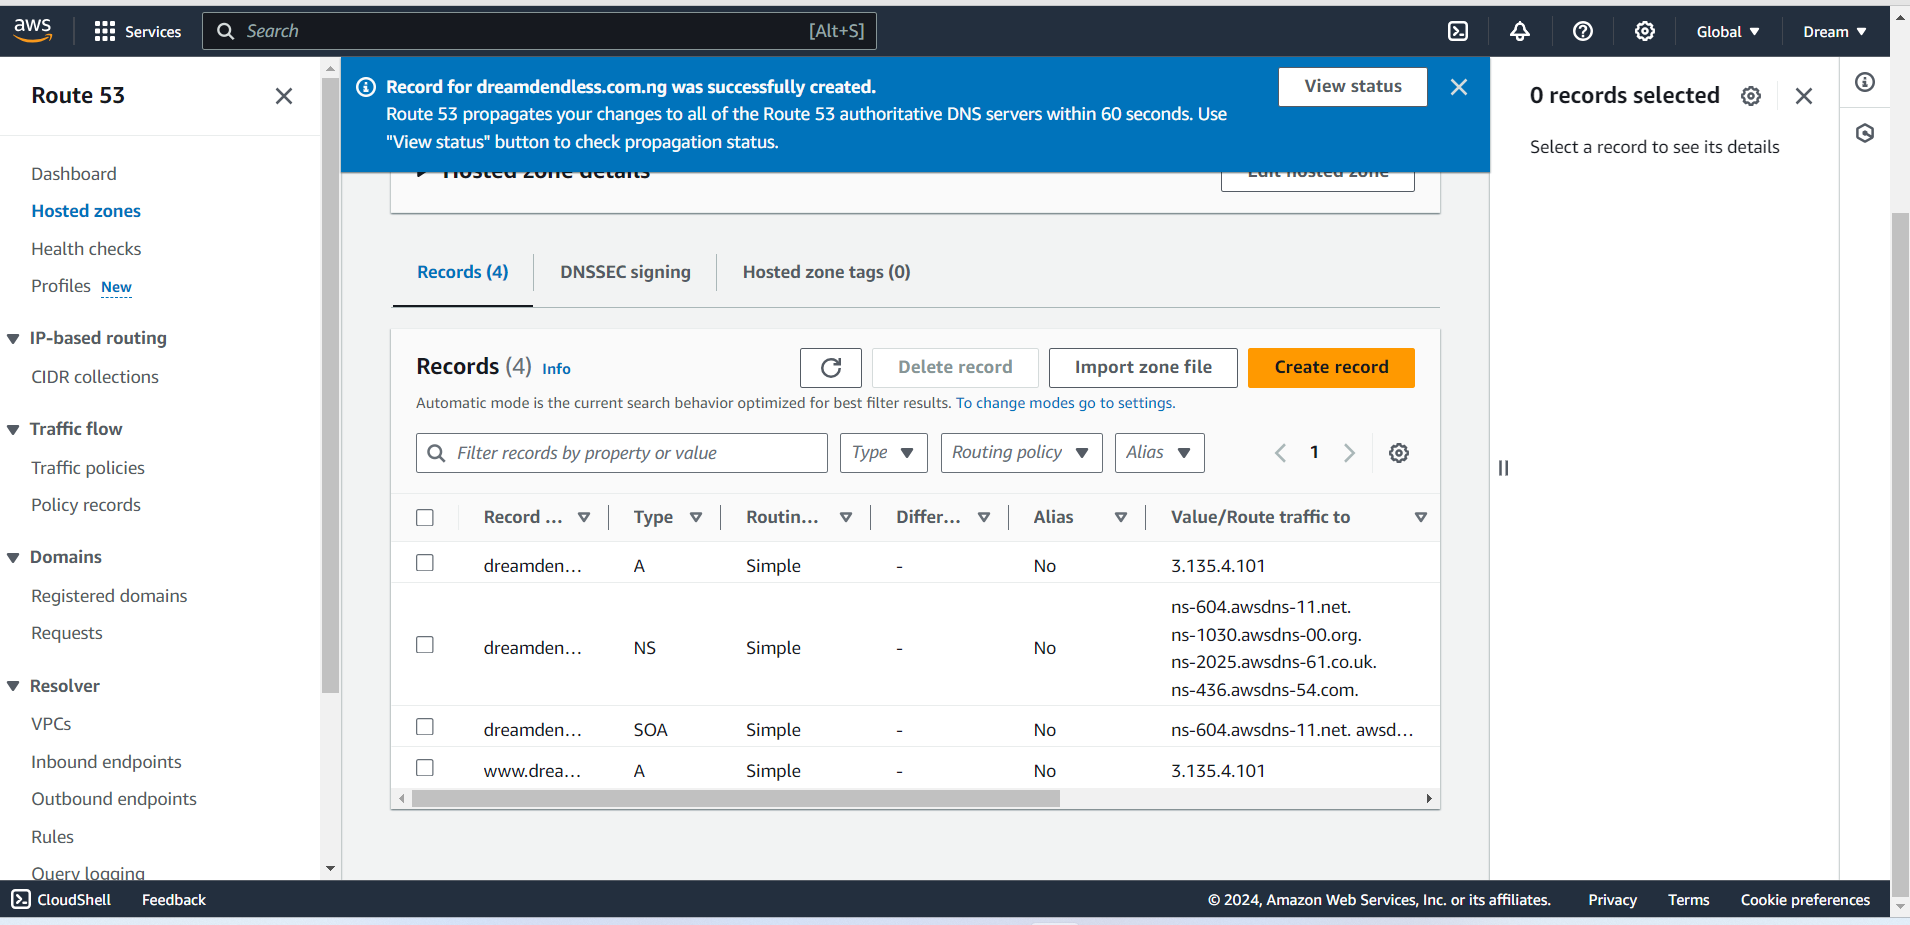 aws
Services
Search
[Alt+S]
Global
Dream
Route 53
Dashboard
Hosted zones
Health checks
Profiles New
IP-based routing
CIDR collections
Traffic flow
Traffic policies
Policy records
Domains
Registered domains
Requests
Resolver
VPCs
Inbound endpoints
Outbound endpoints
Rules
Query logging
Record for dreamdendless.com.ng was successfully created.
Route 53 propagates your changes to all of the Route 53 authoritative DNS servers within 60 seconds. Use
"View status" button to check propagation status.
View status
Hosted zone details
Edit hosted zone
Records (4)
DNSSEC signing
Hosted zone tags (0)
Records (4) Info
Delete record
Import zone file
Create record
Automatic mode is the current search behavior optimized for best filter results. To change modes go to settings.
Filter records by property or value
Type
Routing policy
Alias
1
Record ... Type Routin... Differ... Alias Value/Route traffic to
dreamden... A Simple - No 3.135.4.101
dreamden... NS Simple - No
ns-604.awsdns-11.net.
ns-1030.awsdns-00.org.
ns-2025.awsdns-61.co.uk.
ns-436.awsdns-54.com.
dreamden... SOA Simple - No ns-604.awsdns-11.net. awsd...
www.drea... A Simple - No 3.135.4.101
0 records selected
Select a record to see its details
CloudShell
Feedback
© 2024, Amazon Web Services, Inc. or its affiliates.
Privacy
Terms
Cookie preferences